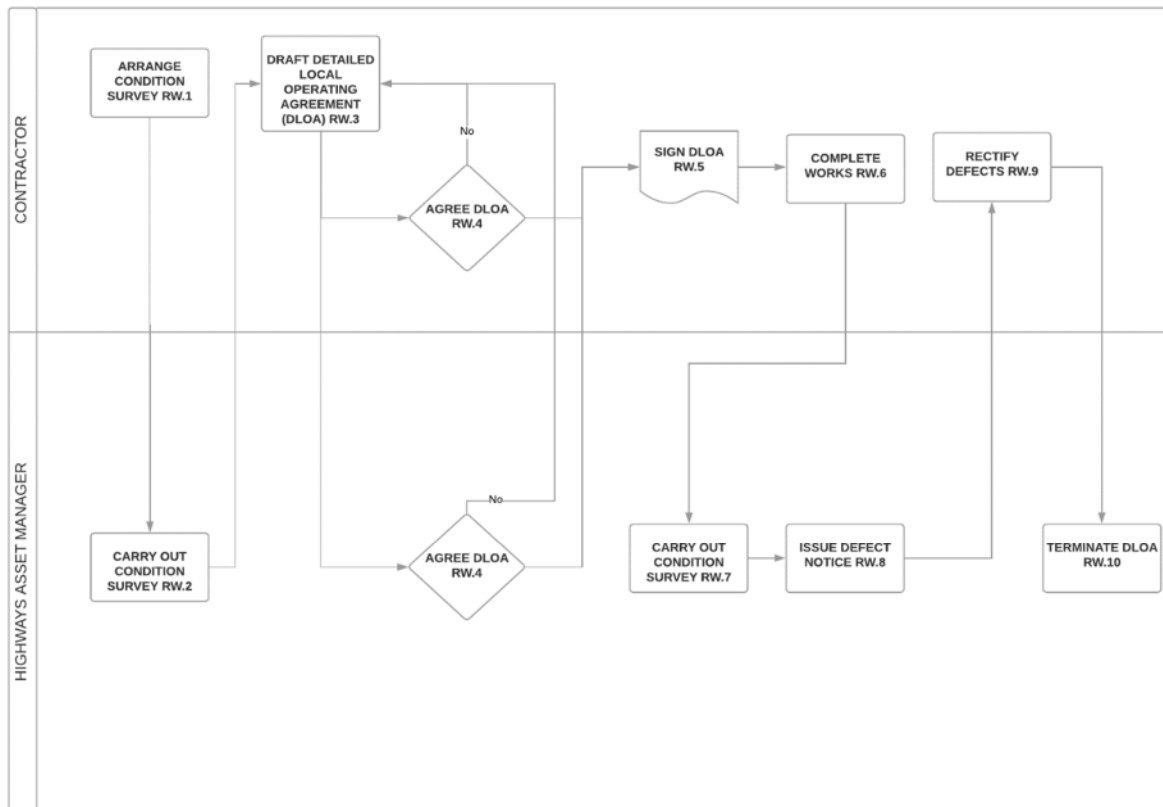 CONTRACTOR
ARRANGE
CONDITION
SURVEY RW.1
DRAFT DETAILED
LOCAL
OPERATING
AGREEMENT
(DLOA) RW.3
No
AGREE DLOA
RW.4
SIGN DLOA
RW.5
COMPLETE
WORKS RW.6
RECTIFY
DEFECTS RW.9
HIGHWAYS ASSET MANAGER
CARRY OUT
CONDITION
SURVEY RW.2
No
AGREE DLOA
RW.4
CARRY OUT
CONDITION
SURVEY RW.7
ISSUE DEFECT
NOTICE RW.8
TERMINATE DLOA
RW.10